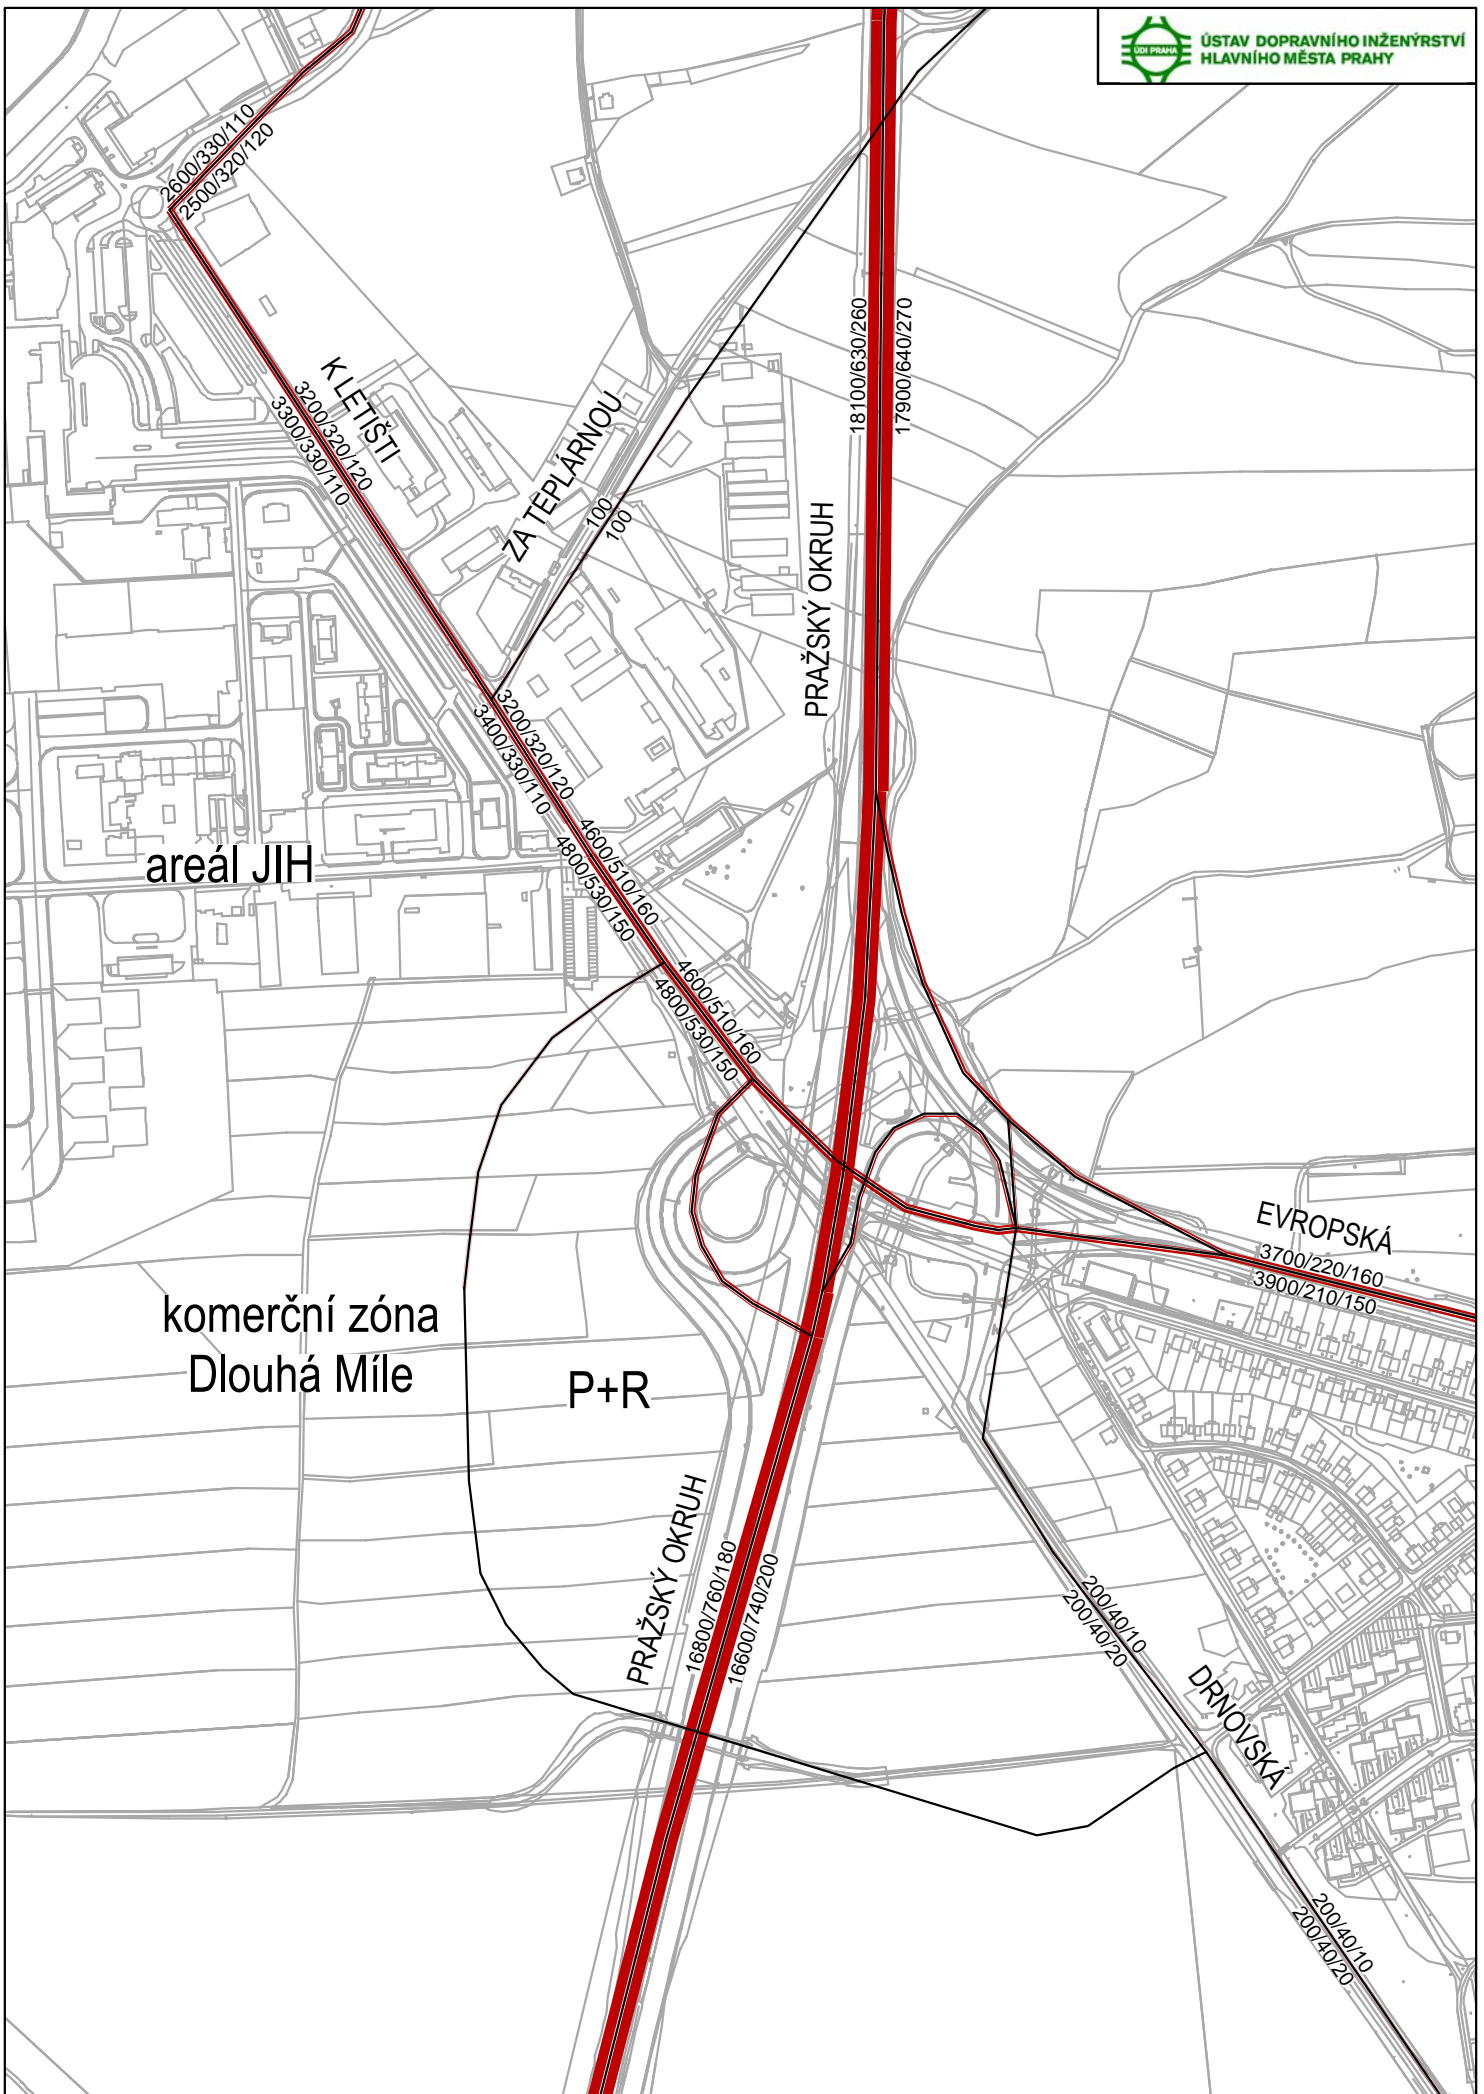 ÚDI PRAHA
ÚSTAV DOPRAVNÍHO INŽENÝRSTVÍ
HLAVNÍHO MĚSTA PRAHY
2600/330/110
2500/320/120
18100/630/260
17900/640/270
K LETIŠTI
3200/320/120
3300/330/110
ZA TEPLÁRNOU
100
100
PRAŽSKÝ OKRUH
3200/320/120
3400/330/110
4600/510/160
4800/530/150
areál JIH
4600/510/160
4800/530/150
EVROPSKÁ
3700/220/160
3900/210/150
komerční zóna
Dlouhá Míle
P+R
PRAŽSKÝ OKRUH
16800/760/180
16600/740/200
200/40/10
200/40/20
DRNOVSKÁ
200/40/10
200/40/20